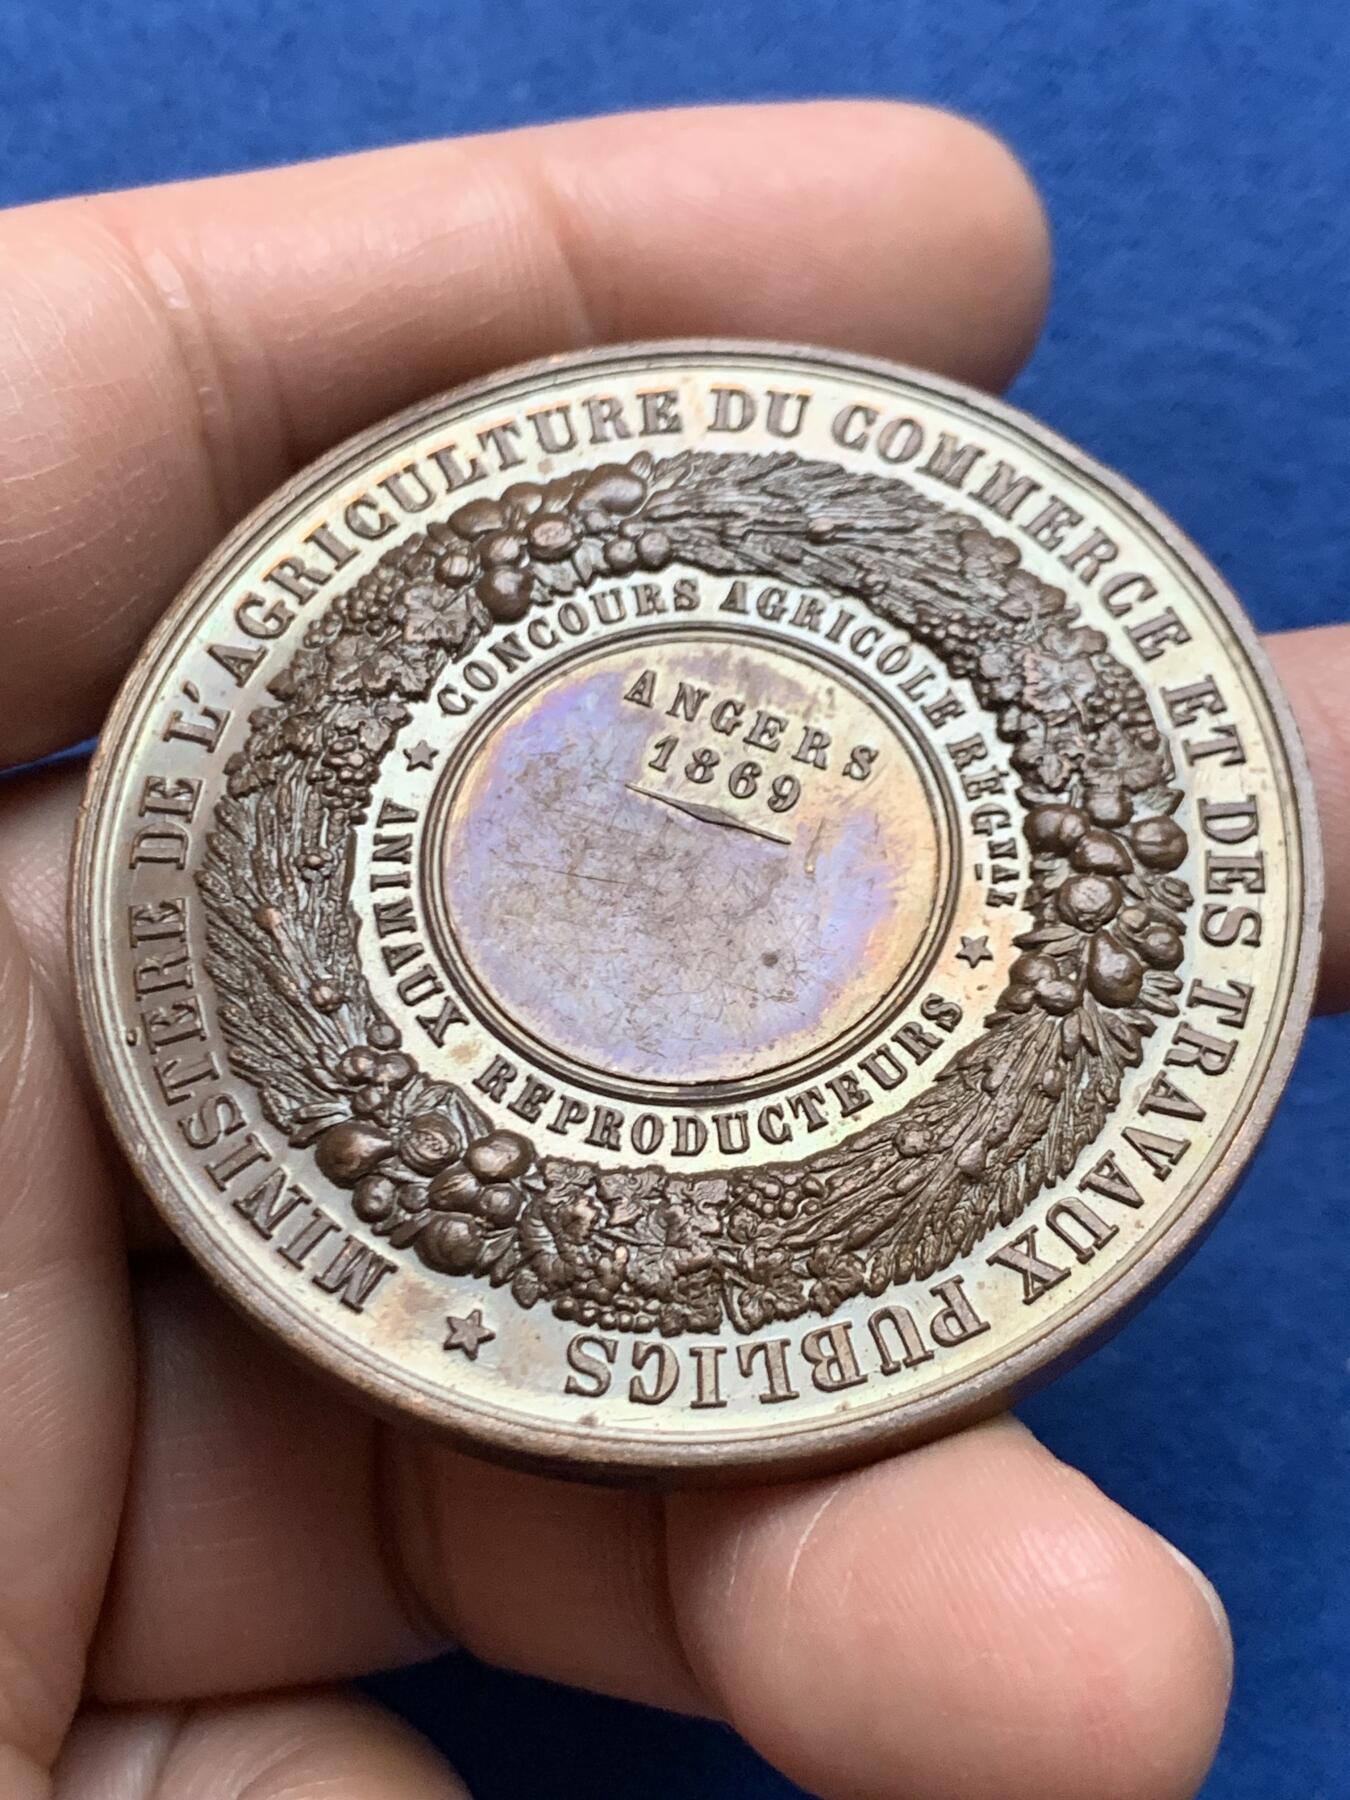 MINISTÈRE DE L'AGRICULTURE DU COMMERCE ET DES TRAVAUX PUBLICS
CONCOURS AGRICOLE RÉGNAL
ANIMAUX REPRODUCTEURS
ANGERS
1869